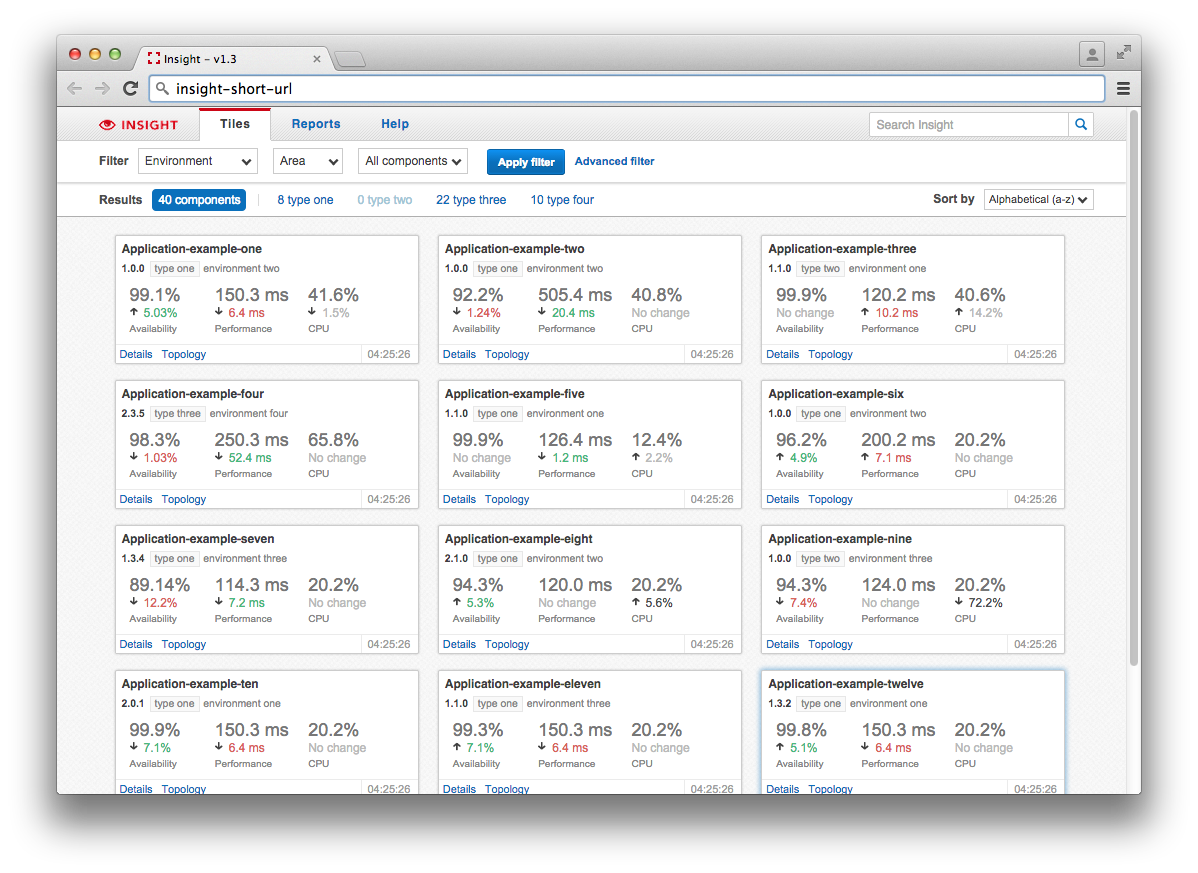 Insight – v1.3
insight-short-url
INSIGHT Tiles Reports Help Search Insight
Filter Environment Area All components Apply filter Advanced filter
Results 40 components 8 type one 0 type two 22 type three 10 type four Sort by Alphabetical (a-z)
Application-example-one
1.0.0 type one environment two
99.1% 150.3 ms 41.6%
5.03% 6.4 ms 1.5%
Availability Performance CPU
Details Topology 04:25:26
Application-example-two
1.0.0 type one environment two
92.2% 505.4 ms 40.8%
1.24% 20.4 ms No change
Availability Performance CPU
Details Topology 04:25:26
Application-example-three
1.1.0 type two environment one
99.9% 120.2 ms 40.6%
No change 10.2 ms 14.2%
Availability Performance CPU
Details Topology 04:25:26
Application-example-four
2.3.5 type three environment four
98.3% 250.3 ms 65.8%
1.03% 52.4 ms No change
Availability Performance CPU
Details Topology 04:25:26
Application-example-five
1.1.0 type one environment one
99.9% 126.4 ms 12.4%
No change 1.2 ms 2.2%
Availability Performance CPU
Details Topology 04:25:26
Application-example-six
1.0.0 type one environment two
96.2% 200.2 ms 20.2%
4.9% 7.1 ms No change
Availability Performance CPU
Details Topology 04:25:26
Application-example-seven
1.3.4 type one environment three
89.14% 114.3 ms 20.2%
12.2% 7.2 ms No change
Availability Performance CPU
Details Topology 04:25:26
Application-example-eight
2.1.0 type one environment two
94.3% 120.0 ms 20.2%
5.3% No change 5.6%
Availability Performance CPU
Details Topology 04:25:26
Application-example-nine
1.0.0 type two environment three
94.3% 124.0 ms 20.2%
7.4% No change 72.2%
Availability Performance CPU
Details Topology 04:25:26
Application-example-ten
2.0.1 type one environment one
99.9% 150.3 ms 20.2%
7.1% 6.4 ms No change
Availability Performance CPU
Details Topology 04:25:26
Application-example-eleven
1.1.0 type one environment three
99.3% 150.3 ms 20.2%
7.1% 6.4 ms No change
Availability Performance CPU
Details Topology 04:25:26
Application-example-twelve
1.3.2 type one environment one
99.8% 150.3 ms 20.2%
5.1% 6.4 ms No change
Availability Performance CPU
Details Topology 04:25:26